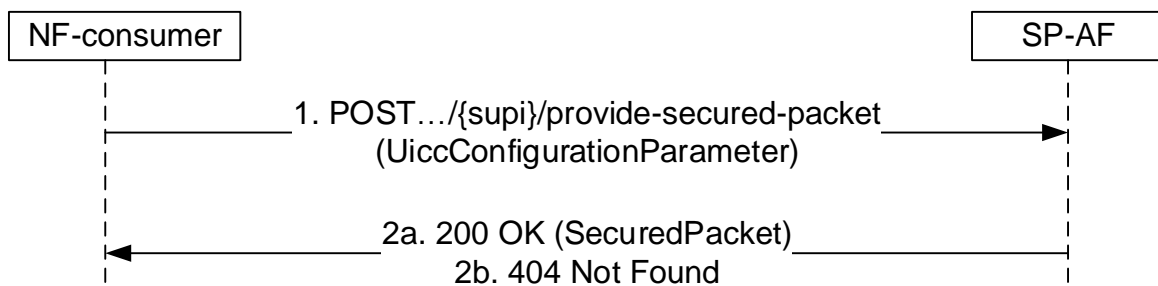 NF-consumer
SP-AF
1. POST…/{supi}/provide-secured-packet
(UiccConfigurationParameter)
2a. 200 OK (SecuredPacket)
2b. 404 Not Found